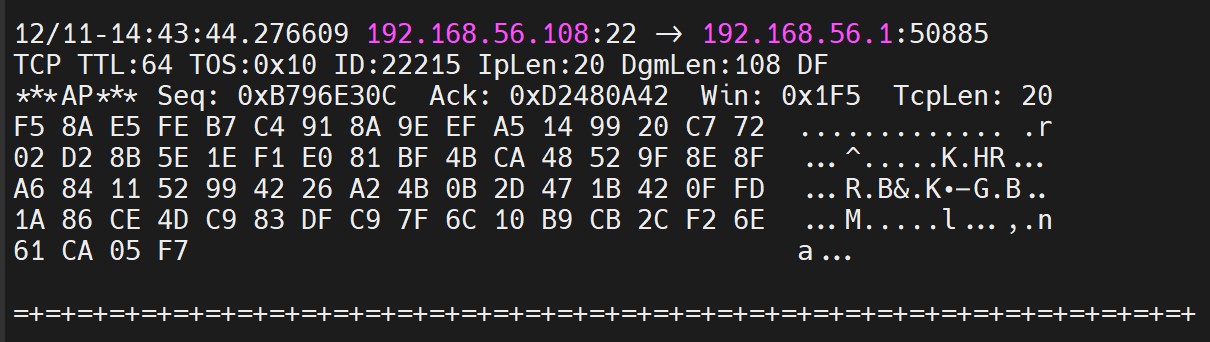 12/11-14:43:44.276609 192.168.56.108:22 -> 192.168.56.1:50885
TCP TTL:64 TOS:0x10 ID:22215 IpLen:20 DgmLen:108 DF
***AP*** Seq: 0xB796E30C  Ack: 0xD2480A42  Win: 0x1F5  TcpLen: 20
F5 8A E5 FE B7 C4 91 8A 9E EF A5 14 99 20 C7 72  ............. .r
02 D2 8B 5E 1E F1 E0 81 BF 4B CA 48 52 9F 8E 8F  ...^.....K.HR...
A6 84 11 52 99 42 26 A2 4B 0B 2D 47 1B 42 0F FD  ...R.B&.K.-G.B..
1A 86 CE 4D C9 83 DF C9 7F 6C 10 B9 CB 2C F2 6E  ...M.....l...,.n
61 CA 05 F7                                      a...
=+=+=+=+=+=+=+=+=+=+=+=+=+=+=+=+=+=+=+=+=+=+=+=+=+=+=+=+=+=+=+=+=+=+=+=+=+